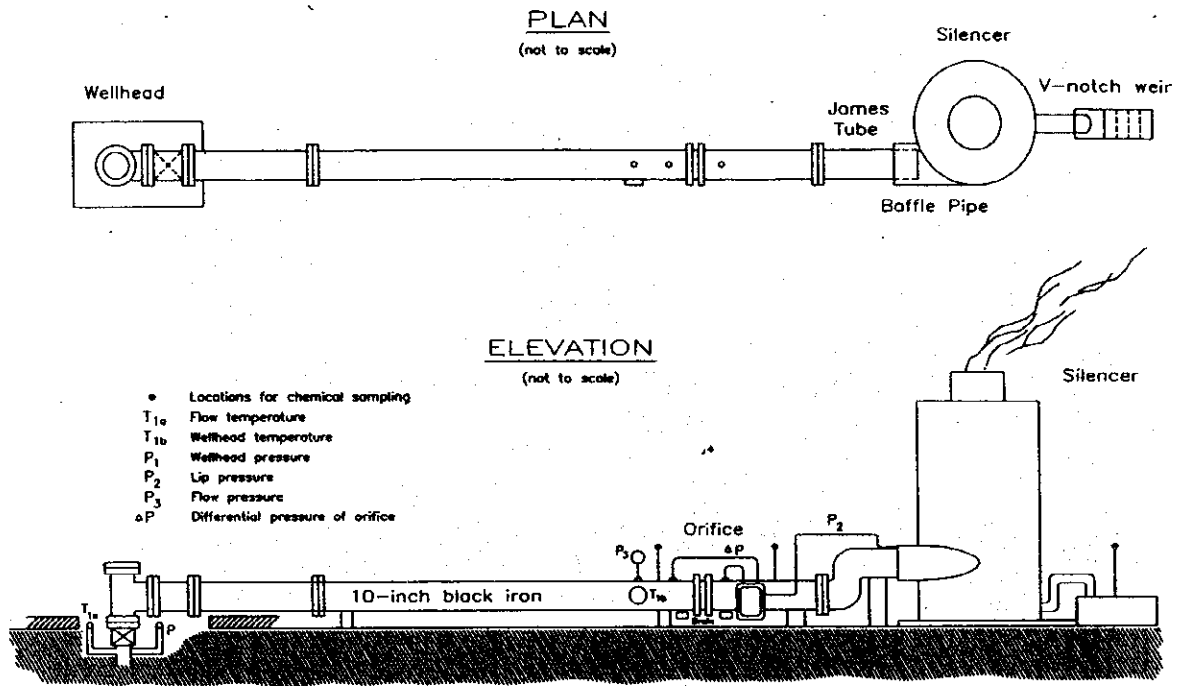 PLAN
(not to scale)
Silencer
V-notch weir
Wellhead
James
Tube
Baffle Pipe
ELEVATION
(not to scale)
Silencer
• Locations for chemical sampling
T1a Flow temperature
T1b Wellhead temperature
P1 Wellhead pressure
P2 Lip pressure
P3 Flow pressure
△P Differential pressure of orifice
Orifice
P2
P3
△P
10-inch black iron
T1b
T1a
P
Drain